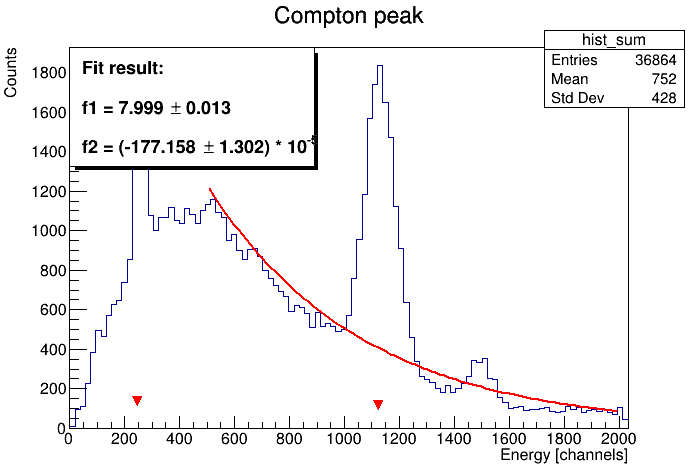 Compton peak
hist_sum
Entries 36864
Mean 752
Std Dev 428
Counts
Fit result:
f1 = 7.999 ± 0.013
f2 = (-177.158 ± 1.302) * 10
1800
1600
1400
1200
1000
800
600
400
200
0
0 200 400 600 800 1000 1200 1400 1600 1800 2000
Energy [channels]